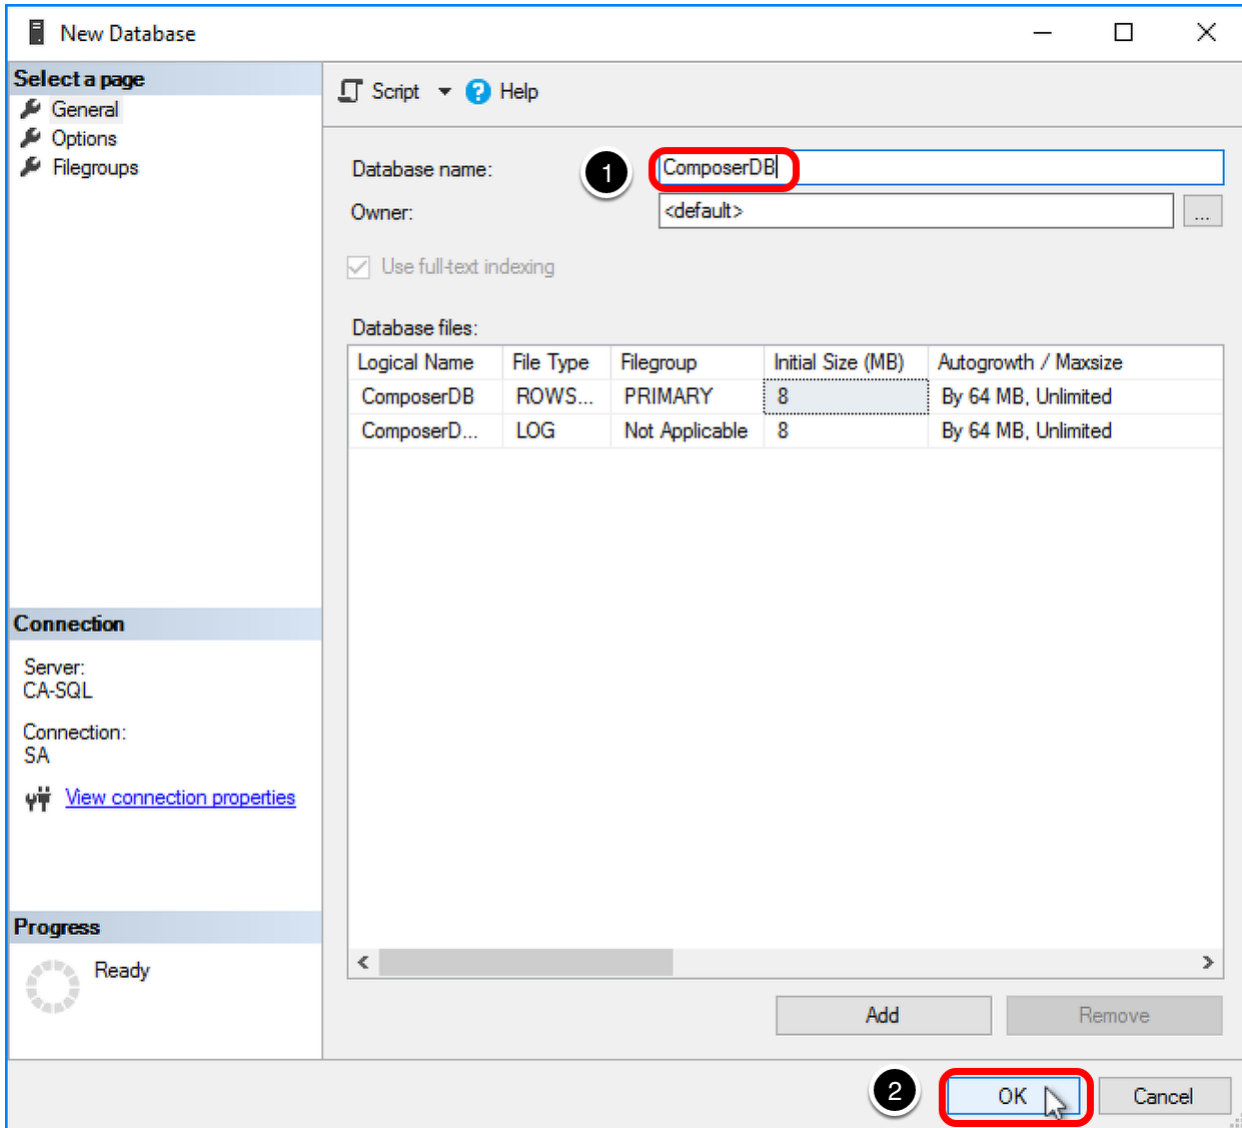 New Database
Select a page
General
Options
Filegroups
Script Help
Database name: 1 ComposerDB
Owner: <default> ...
Use full-text indexing
Database files:
Logical Name File Type Filegroup Initial Size (MB) Autogrowth / Maxsize
ComposerDB ROWS... PRIMARY 8 By 64 MB, Unlimited
ComposerD... LOG Not Applicable 8 By 64 MB, Unlimited
Connection
Server:
CA-SQL
Connection:
SA
View connection properties
Progress
Ready
Add Remove
2 OK Cancel